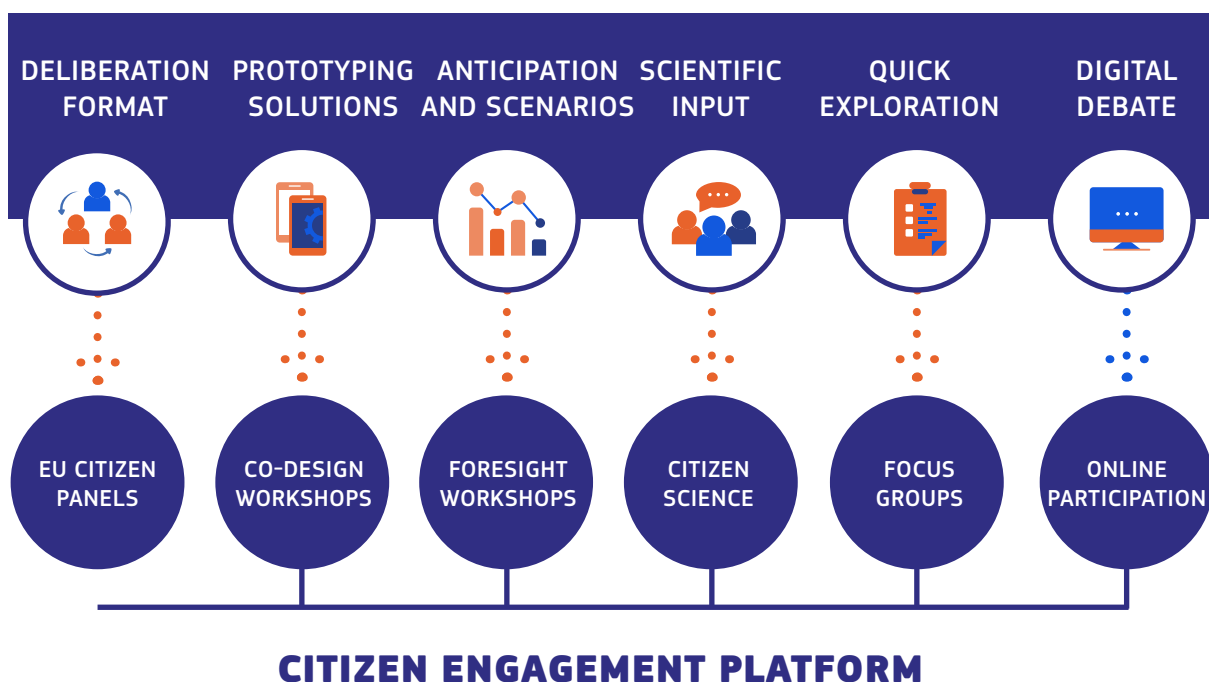 DELIBERATION
FORMAT
PROTOTYPING
SOLUTIONS
ANTICIPATION
AND SCENARIOS
SCIENTIFIC
INPUT
QUICK
EXPLORATION
DIGITAL
DEBATE
EU CITIZEN
PANELS
CO-DESIGN
WORKSHOPS
FORESIGHT
WORKSHOPS
CITIZEN
SCIENCE
FOCUS
GROUPS
ONLINE
PARTICIPATION
CITIZEN ENGAGEMENT PLATFORM